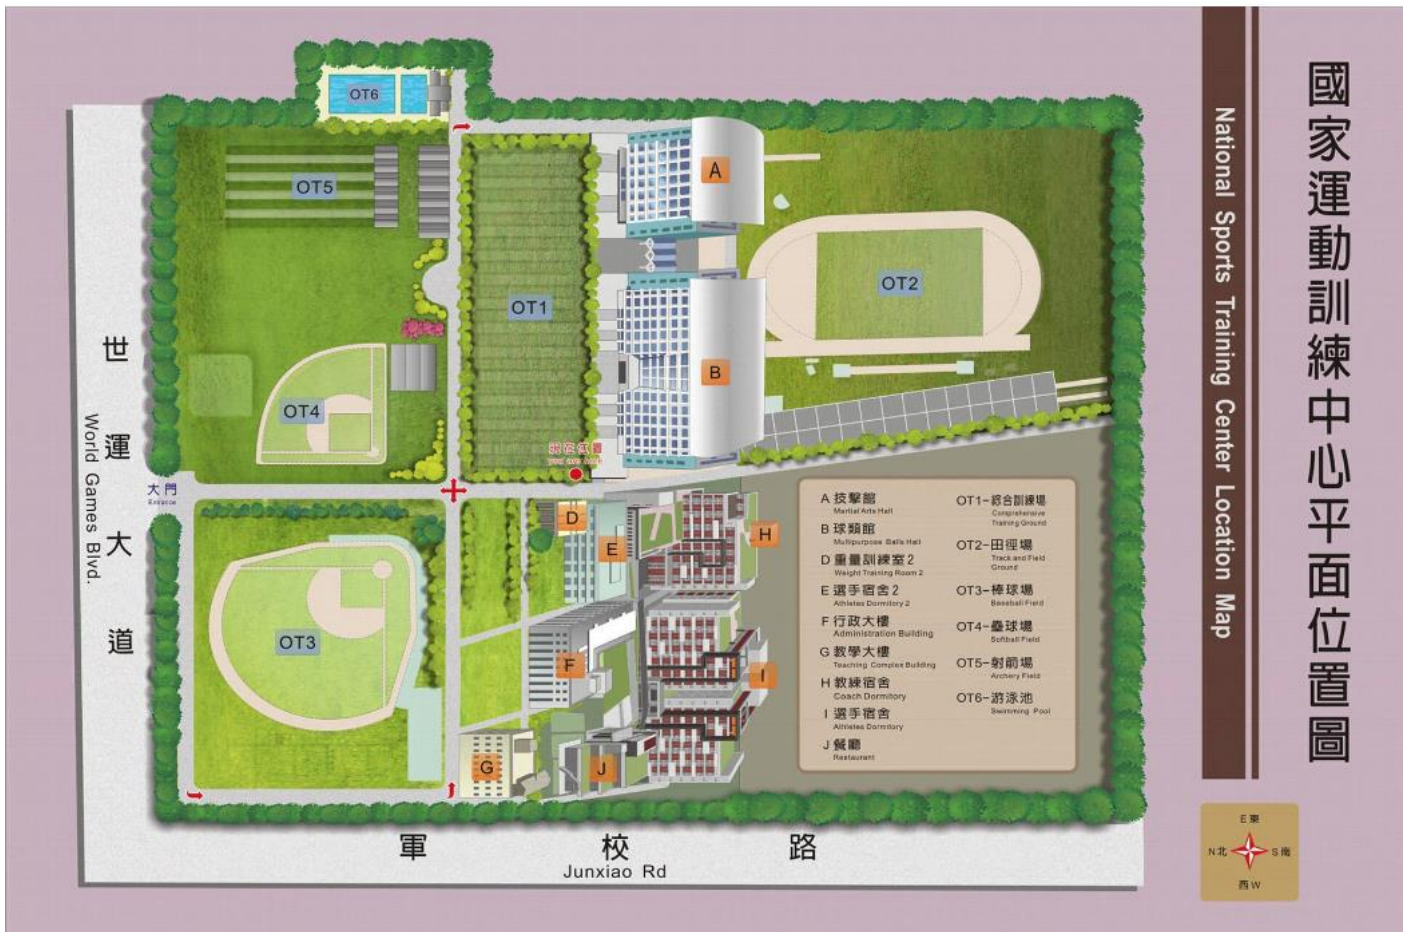 國家運動訓練中心平面位置圖
National Sports Training Center Location Map
OT6
A
OT5
OT2
OT1
B
OT4
世運大道
World Games Blvd.
you are here
大門
Entrance
D
E
H
OT3
F
I
G
J
A 技擊館
Martial Arts Hall
B 球類館
Multipurpose Balls Hall
D 重量訓練室2
Weight Training Room 2
E 選手宿舍2
Athletes Dormitory 2
F 行政大樓
Administration Building
G 教學大樓
Teaching Complex Building
H 教練宿舍
Coach Dormitory
I 選手宿舍
Athletes Dormitory
J 餐廳
Restaurant
OT1-綜合訓練場
Comprehensive
Training Ground
OT2-田徑場
Track and Field
Ground
OT3-棒球場
Baseball Field
OT4-壘球場
Softball Field
OT5-射箭場
Archery Field
OT6-游泳池
Swimming Pool
軍校路
Junxiao Rd
E 東
N 北
S 南
西 W